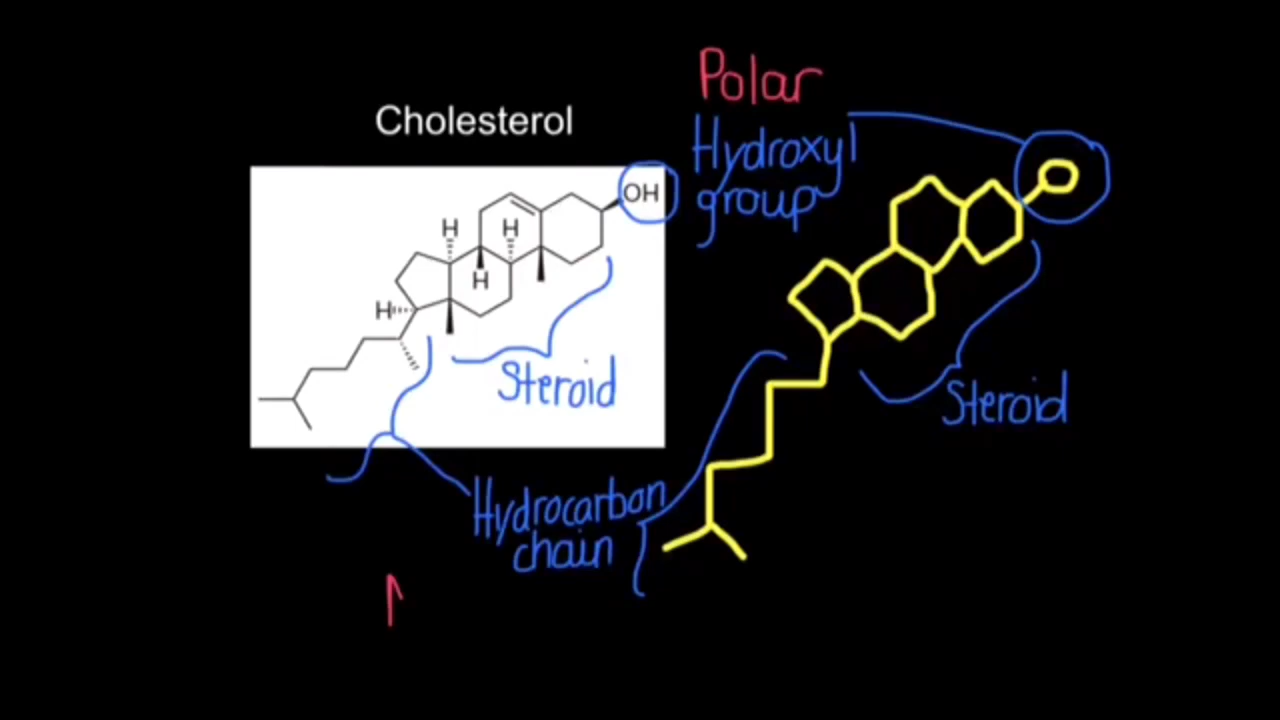 Polar
Cholesterol
Hydroxyl
group
OH
H
H
H
H
Steroid
Steroid
Hydrocarbon
chain